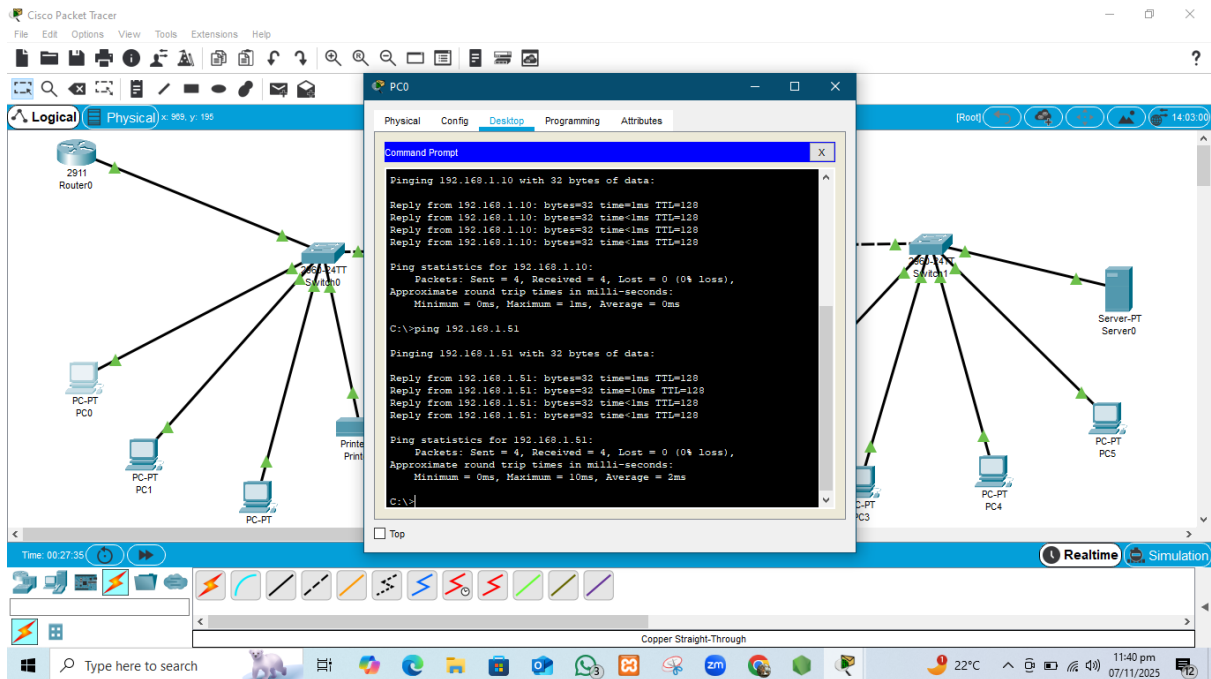 Cisco Packet Tracer
File Edit Options View Tools Extensions Help
?
PC0
Logical
Physical x: 969, y: 195
[Root]
14:03:00
Physical Config Desktop Programming Attributes
Command Prompt
X
Pinging 192.168.1.10 with 32 bytes of data:
Reply from 192.168.1.10: bytes=32 time=1ms TTL=128
Reply from 192.168.1.10: bytes=32 time<1ms TTL=128
Reply from 192.168.1.10: bytes=32 time<1ms TTL=128
Reply from 192.168.1.10: bytes=32 time<1ms TTL=128
Ping statistics for 192.168.1.10:
Packets: Sent = 4, Received = 4, Lost = 0 (0% loss),
Approximate round trip times in milli-seconds:
Minimum = 0ms, Maximum = 1ms, Average = 0ms
C:\>ping 192.168.1.51
Pinging 192.168.1.51 with 32 bytes of data:
Reply from 192.168.1.51: bytes=32 time=1ms TTL=128
Reply from 192.168.1.51: bytes=32 time=10ms TTL=128
Reply from 192.168.1.51: bytes=32 time<1ms TTL=128
Reply from 192.168.1.51: bytes=32 time<1ms TTL=128
Ping statistics for 192.168.1.51:
Packets: Sent = 4, Received = 4, Lost = 0 (0% loss),
Approximate round trip times in milli-seconds:
Minimum = 0ms, Maximum = 10ms, Average = 2ms
C:\>
Top
2911
Router0
2960-24TT
Switch0
PC-PT
PC0
PC-PT
PC1
PC-PT
Printe
Print
2960-24TT
Switch1
Server-PT
Server0
PC-PT
PC5
PC-PT
PC4
C-PT
PC3
Time: 00:27:35
Realtime
Simulation
Copper Straight-Through
Type here to search
3
zm
22°C
11:40 pm
07/11/2025
12